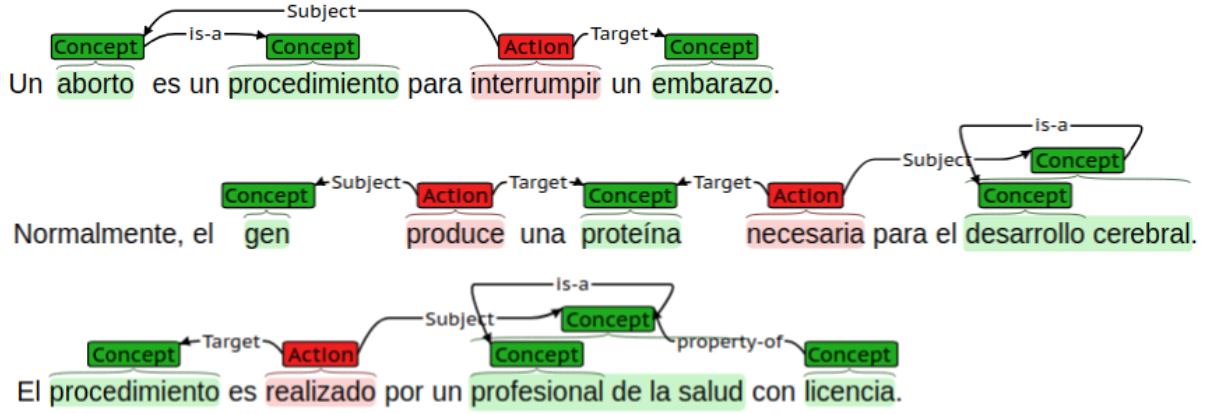 Subject
Concept is-a Concept Action Target Concept
Un aborto es un procedimiento para interrumpir un embarazo.
is-a
Subject Concept
Concept Subject Action Target Concept Target Action Concept
Normalmente, el gen produce una proteína necesaria para el desarrollo cerebral.
is-a
Subject Concept
Concept Target Action Concept property-of Concept
El procedimiento es realizado por un profesional de la salud con licencia.